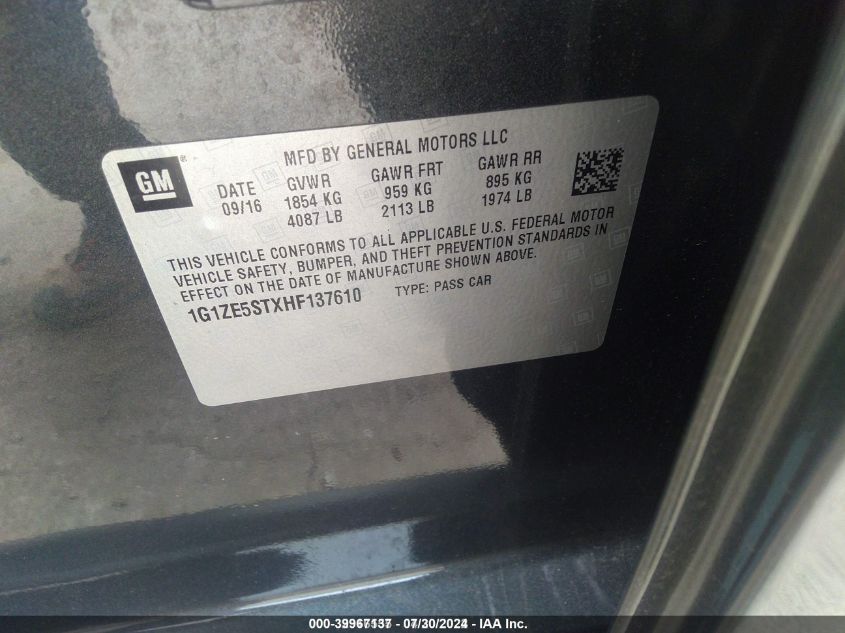 MFD BY GENERAL MOTORS LLC
GM ®
DATE GVWR GAWR FRT GAWR RR
09/16 1854 KG 959 KG 895 KG
4087 LB 2113 LB 1974 LB
THIS VEHICLE CONFORMS TO ALL APPLICABLE U.S. FEDERAL MOTOR
VEHICLE SAFETY, BUMPER, AND THEFT PREVENTION STANDARDS IN
EFFECT ON THE DATE OF MANUFACTURE SHOWN ABOVE.
1G1ZE5STXHF137610 TYPE: PASS CAR
000-39967137 - 07/30/2024 - IAA Inc.